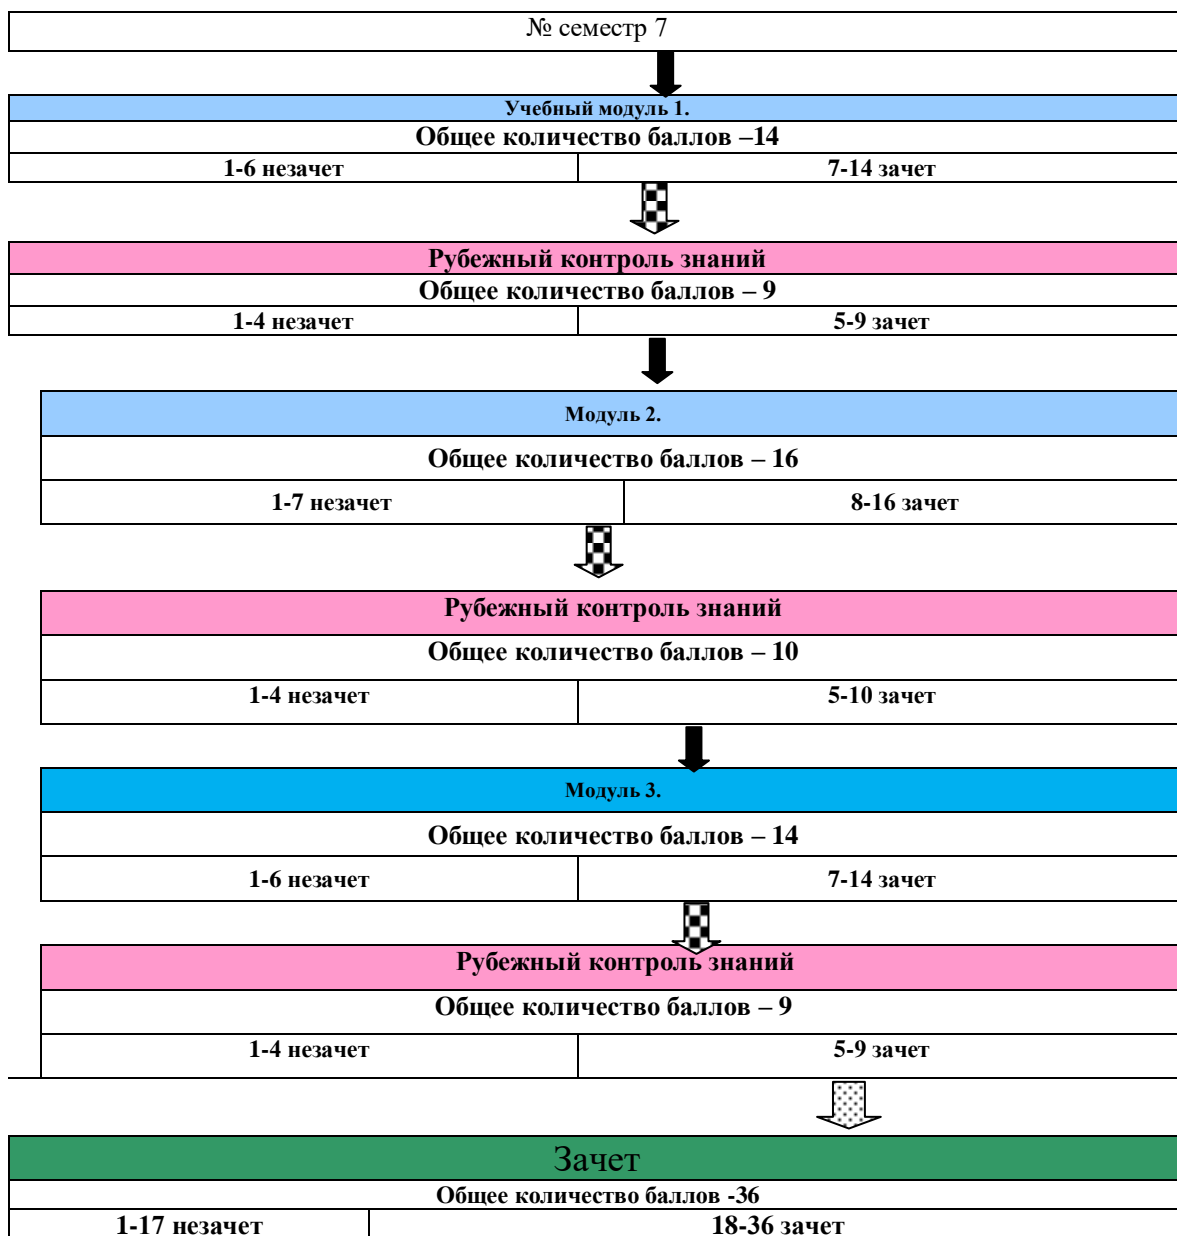 № семестр 7
Учебный модуль 1.
Общее количество баллов –14
1-6 незачет 7-14 зачет
Рубежный контроль знаний
Общее количество баллов – 9
1-4 незачет 5-9 зачет
Модуль 2.
Общее количество баллов – 16
1-7 незачет 8-16 зачет
Рубежный контроль знаний
Общее количество баллов – 10
1-4 незачет 5-10 зачет
Модуль 3.
Общее количество баллов – 14
1-6 незачет 7-14 зачет
Рубежный контроль знаний
Общее количество баллов – 9
1-4 незачет 5-9 зачет
Зачет
Общее количество баллов -36
1-17 незачет 18-36 зачет